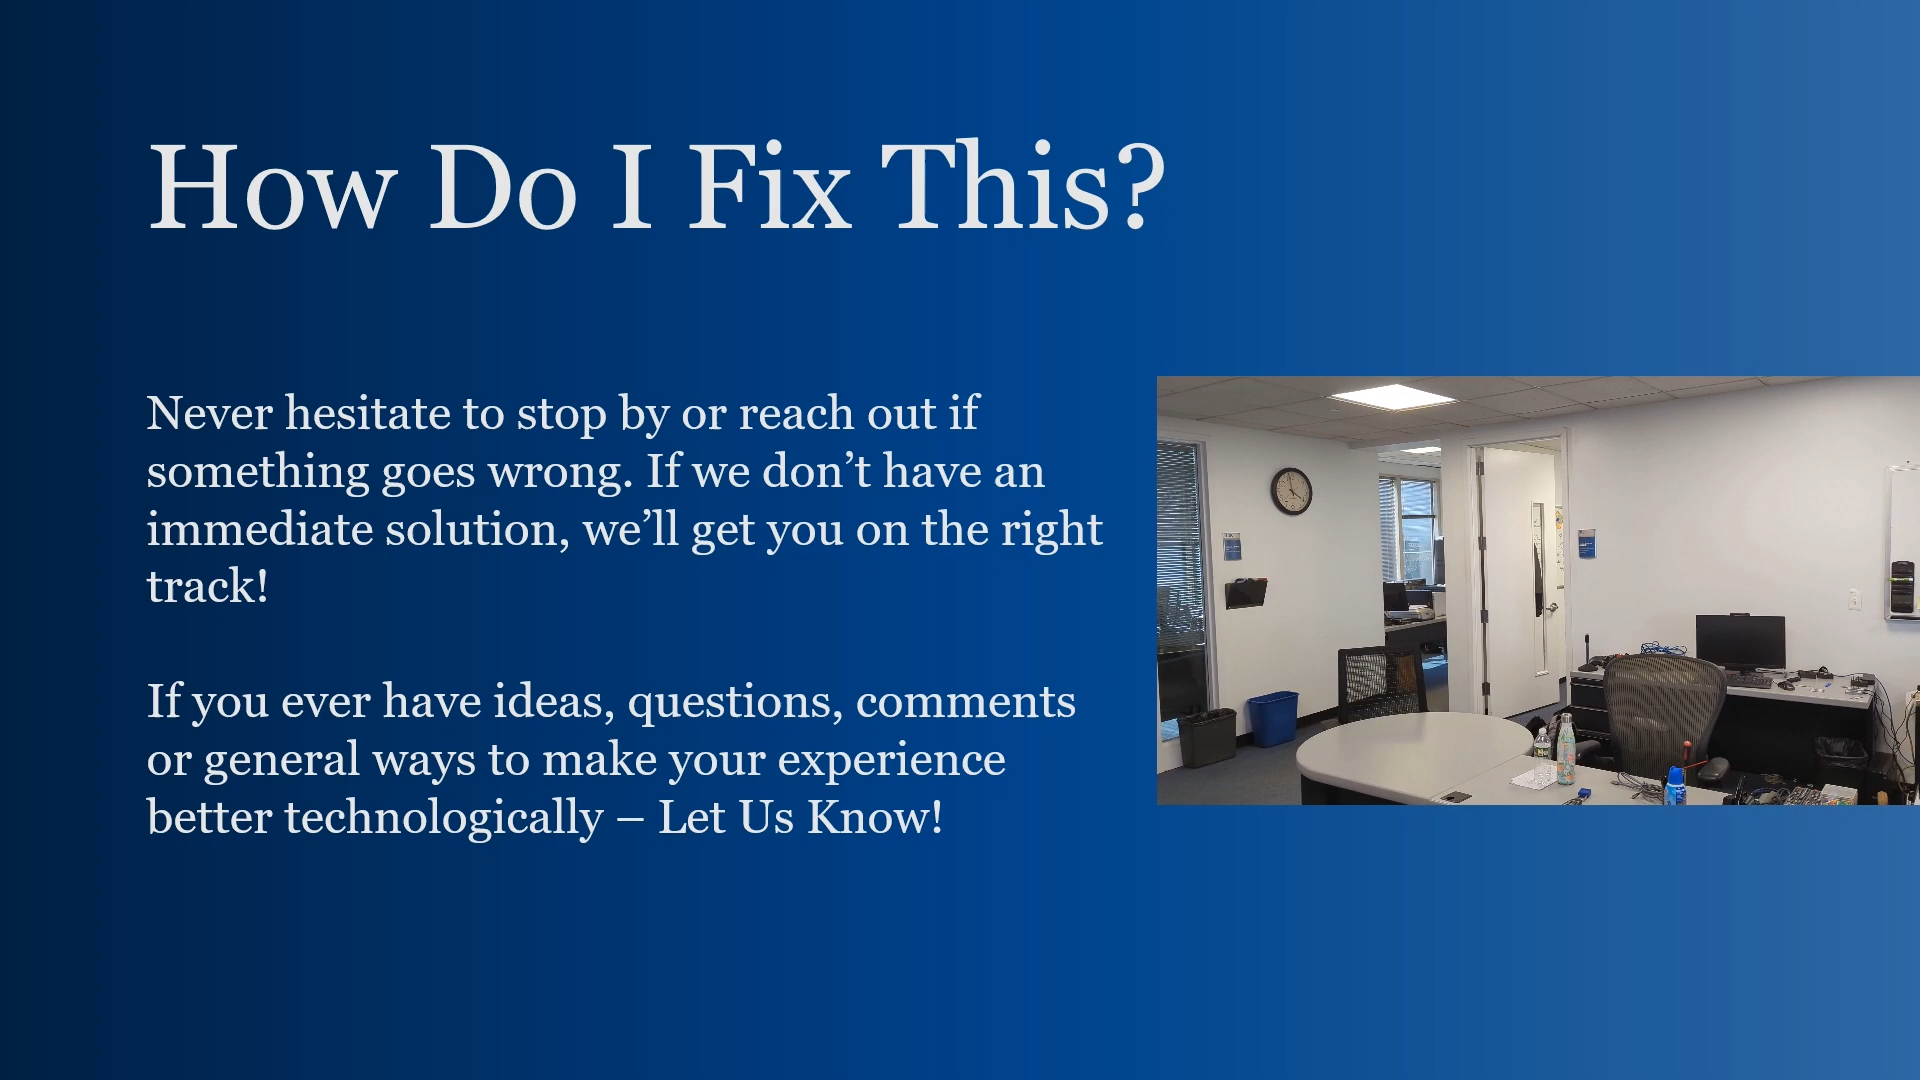 How Do I Fix This?
Never hesitate to stop by or reach out if
something goes wrong. If we don’t have an
immediate solution, we’ll get you on the right
track!
If you ever have ideas, questions, comments
or general ways to make your experience
better technologically – Let Us Know!